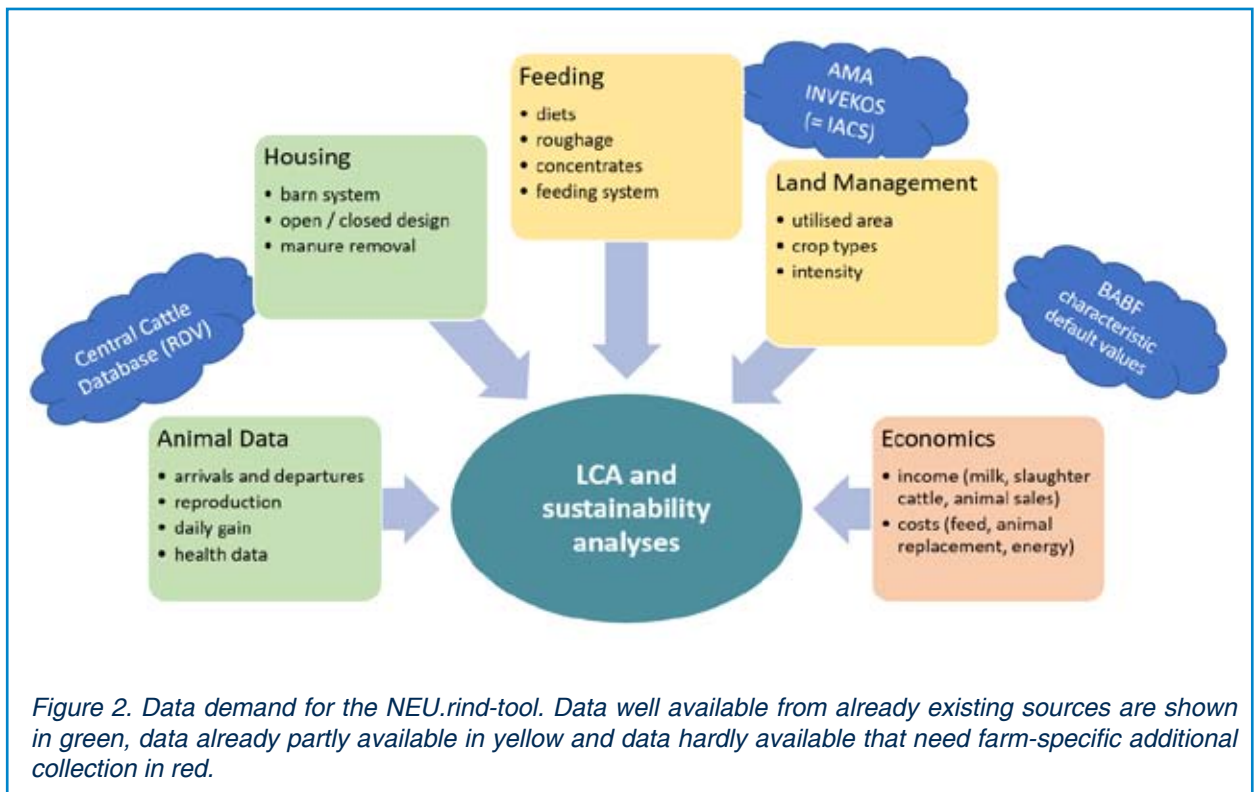 Feeding
• diets
• roughage
• concentrates
• feeding system
AMA
INVEKOS
(= IACS)
Housing
• barn system
• open / closed design
• manure removal
Land Management
• utilised area
• crop types
• intensity
Central Cattle
Database (RDV)
BABF
characteristic
default values
Animal Data
• arrivals and departures
• reproduction
• daily gain
• health data
LCA and
sustainability
analyses
Economics
• income (milk, slaughter
cattle, animal sales)
• costs (feed, animal
replacement, energy)
Figure 2. Data demand for the NEU.rind-tool. Data well available from already existing sources are shown
in green, data already partly available in yellow and data hardly available that need farm-specific additional
collection in red.